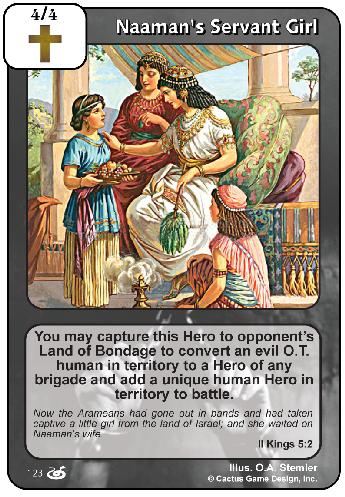 4/4
Naaman's Servant Girl
You may capture this Hero to opponent's
Land of Bondage to convert an evil O.T.
human in territory to a Hero of any
brigade and add a unique human Hero in
territory to battle.
Now the Arameans had gone out in bands and had taken
captive a little girl from the land of Israel; and she waited on
Naaman's wife.
II Kings 5:2
Illus. O.A. Stemler
© Cactus Game Design, Inc.